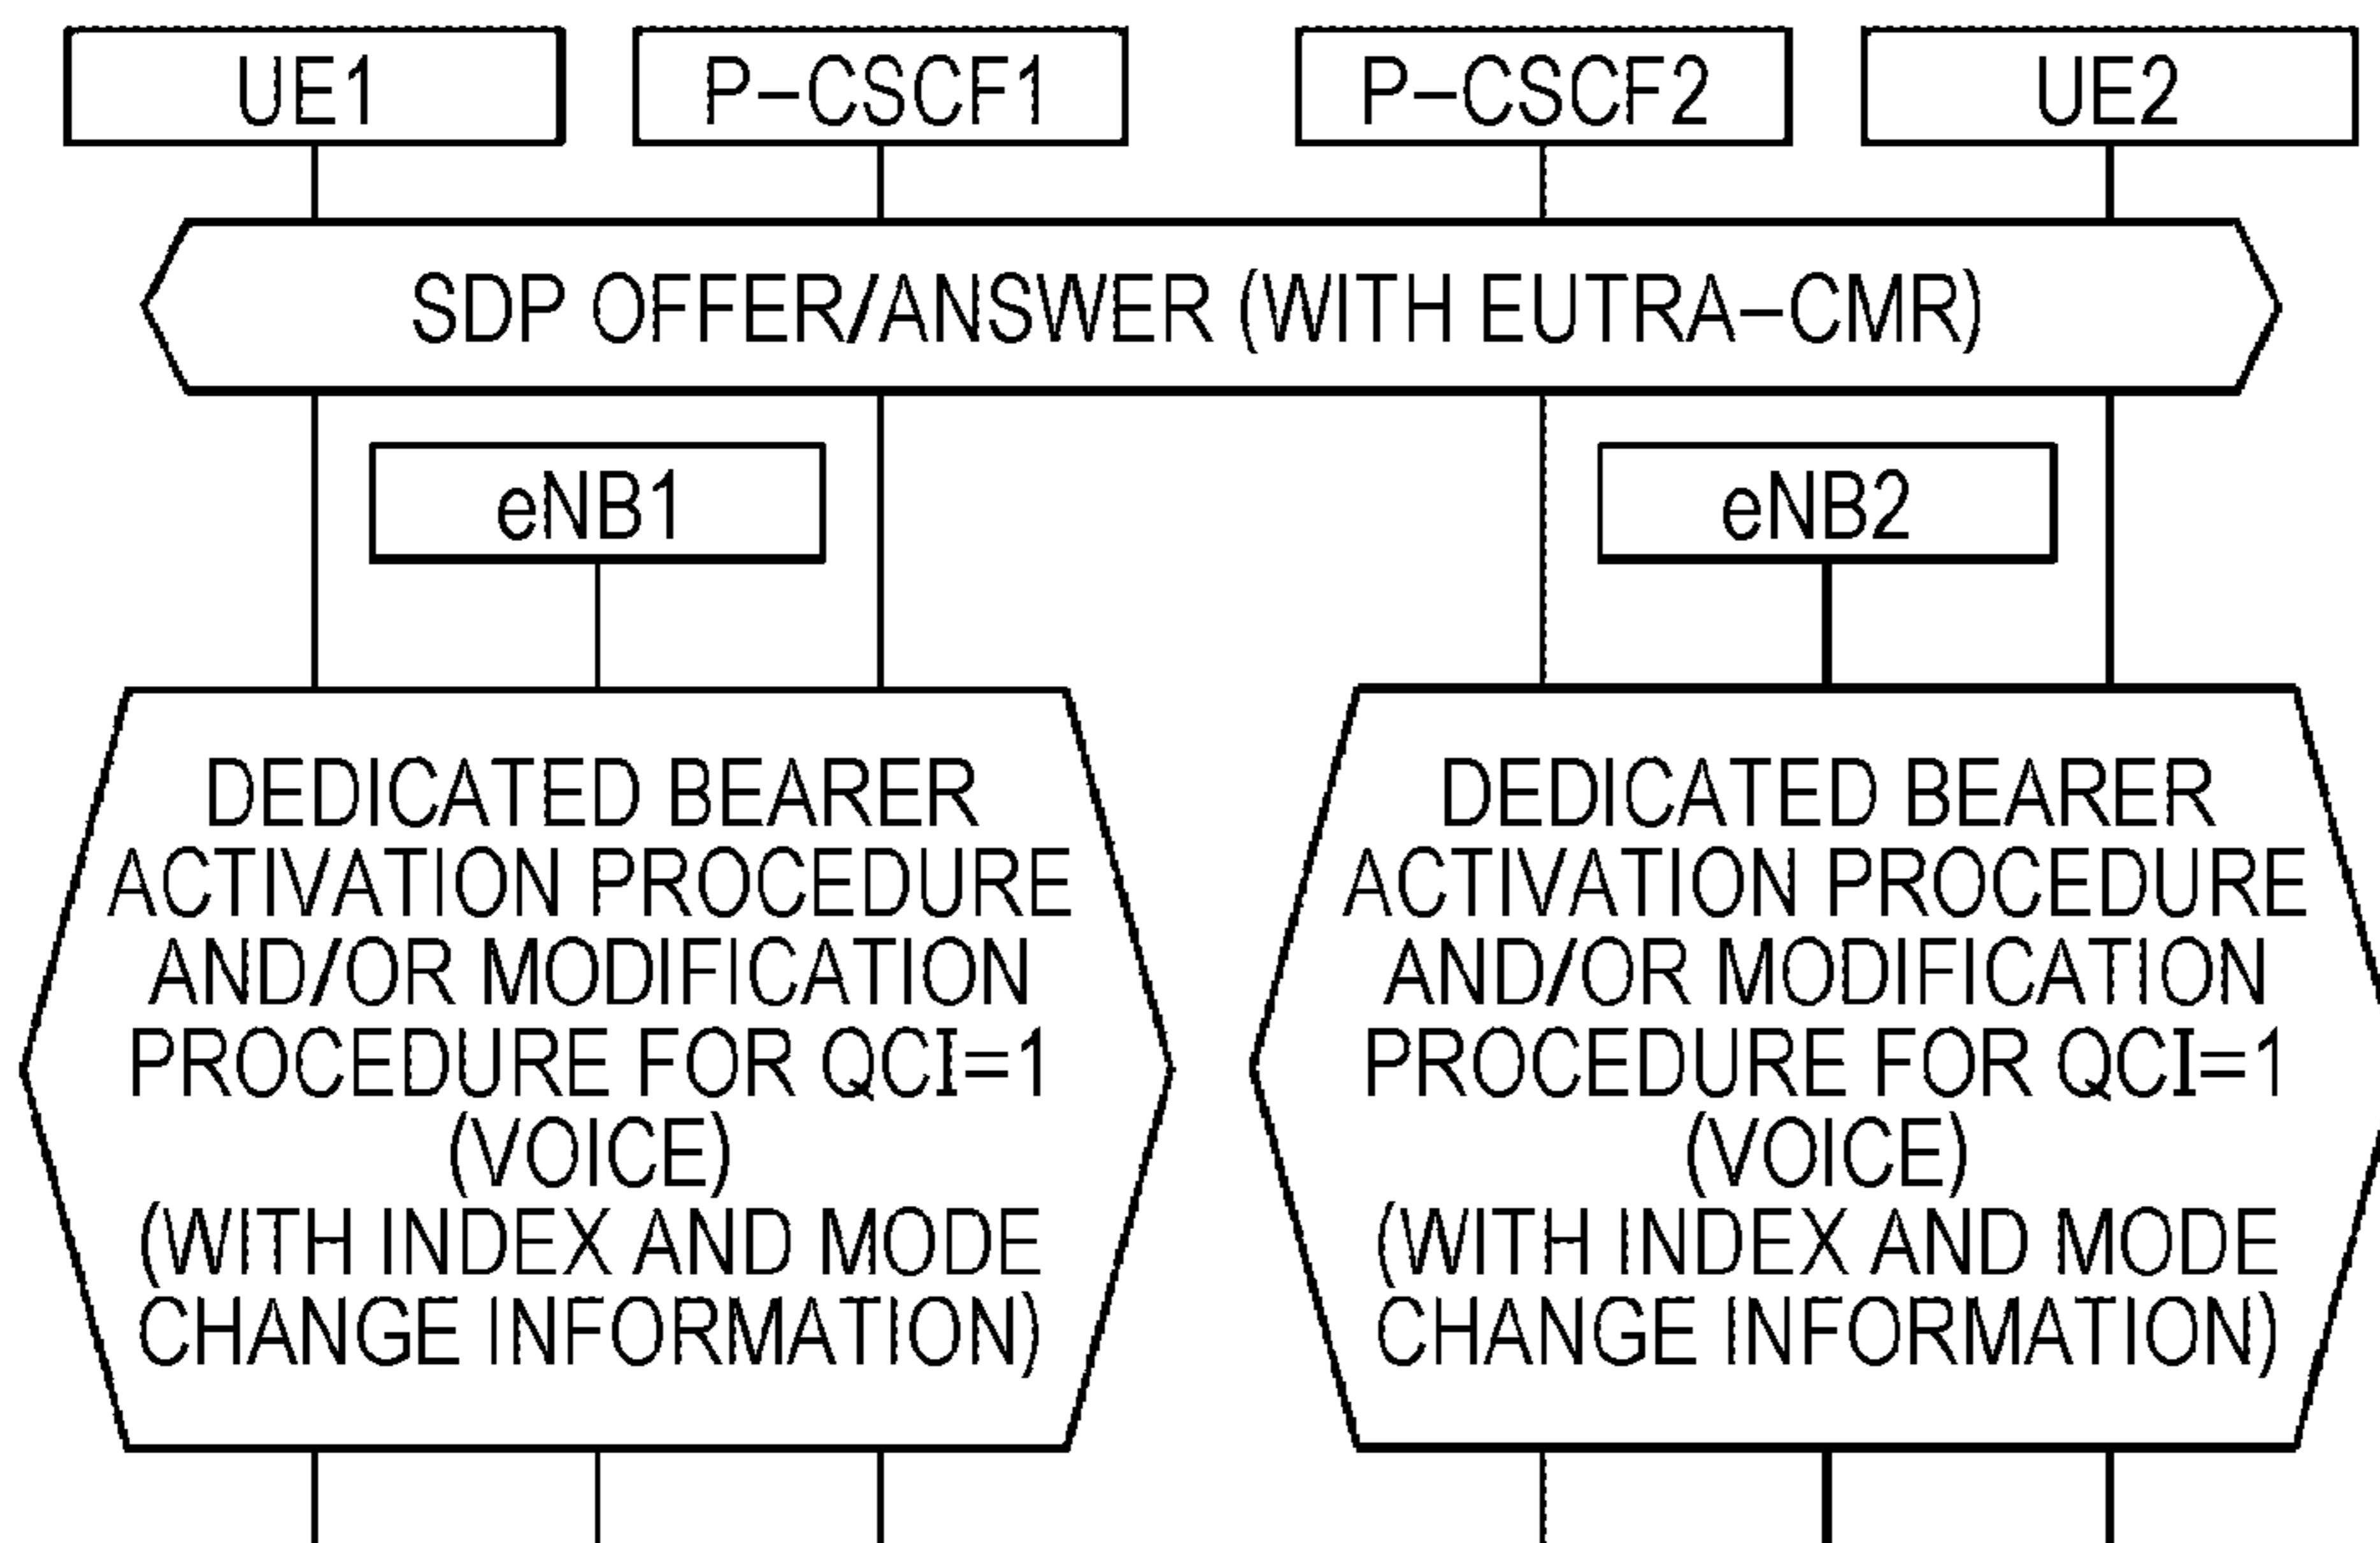 UE1
P-CSCF1
P-CSCF2
UE2
SDP OFFER/ANSWER (WITH EUTRA-CMR)
eNB1
eNB2
DEDICATED BEARER
ACTIVATION PROCEDURE
AND/OR MODIFICATION
PROCEDURE FOR QCI=1
(VOICE)
(WITH INDEX AND MODE
CHANGE INFORMATION)
DEDICATED BEARER
ACTIVATION PROCEDURE
AND/OR MODIFICATION
PROCEDURE FOR QCI=1
(VOICE)
(WITH INDEX AND MODE
CHANGE INFORMATION)